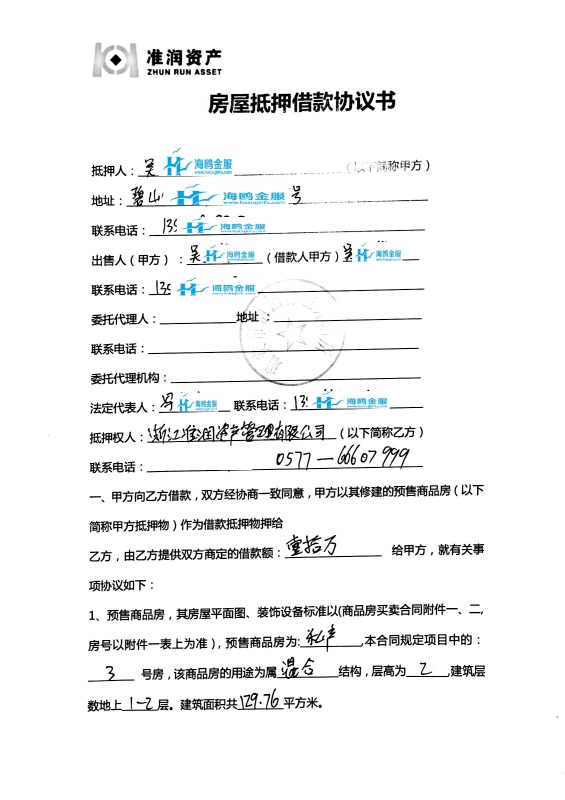 准润资产
ZHUN RUN ASSET
房屋抵押借款协议书
抵押人：吴 海鸥金服 （以下简称甲方）
地址：碧山 海鸥金服 号
联系电话：139 海鸥金服
出售人（甲方）：吴 海鸥金服 （借款人甲方）吴 海鸥金服
联系电话：13 海鸥金服
委托代理人： 地址：
联系电话：
委托代理机构：
法定代表人： 海鸥金服 联系电话：13 海鸥金服
抵押权人：浙江准润资产管理有限公司（以下简称乙方）
联系电话： 0577—66607999
一、甲方向乙方借款，双方经协商一致同意，甲方以其修建的预售商品房（以下
简称甲方抵押物）作为借款抵押物押给
乙方，由乙方提供双方商定的借款额：壹拾万 给甲方，就有关事
项协议如下：
1、预售商品房，其房屋平面图、装饰设备标准以(商品房买卖合同附件一、二,
房号以附件一表上为准），预售商品房为: 私产 ,本合同规定项目中的：
3 号房，该商品房的用途为属 混合 结构，层高为 2 ,建筑层
数地上 1-2 层。建筑面积共129.76平方米。